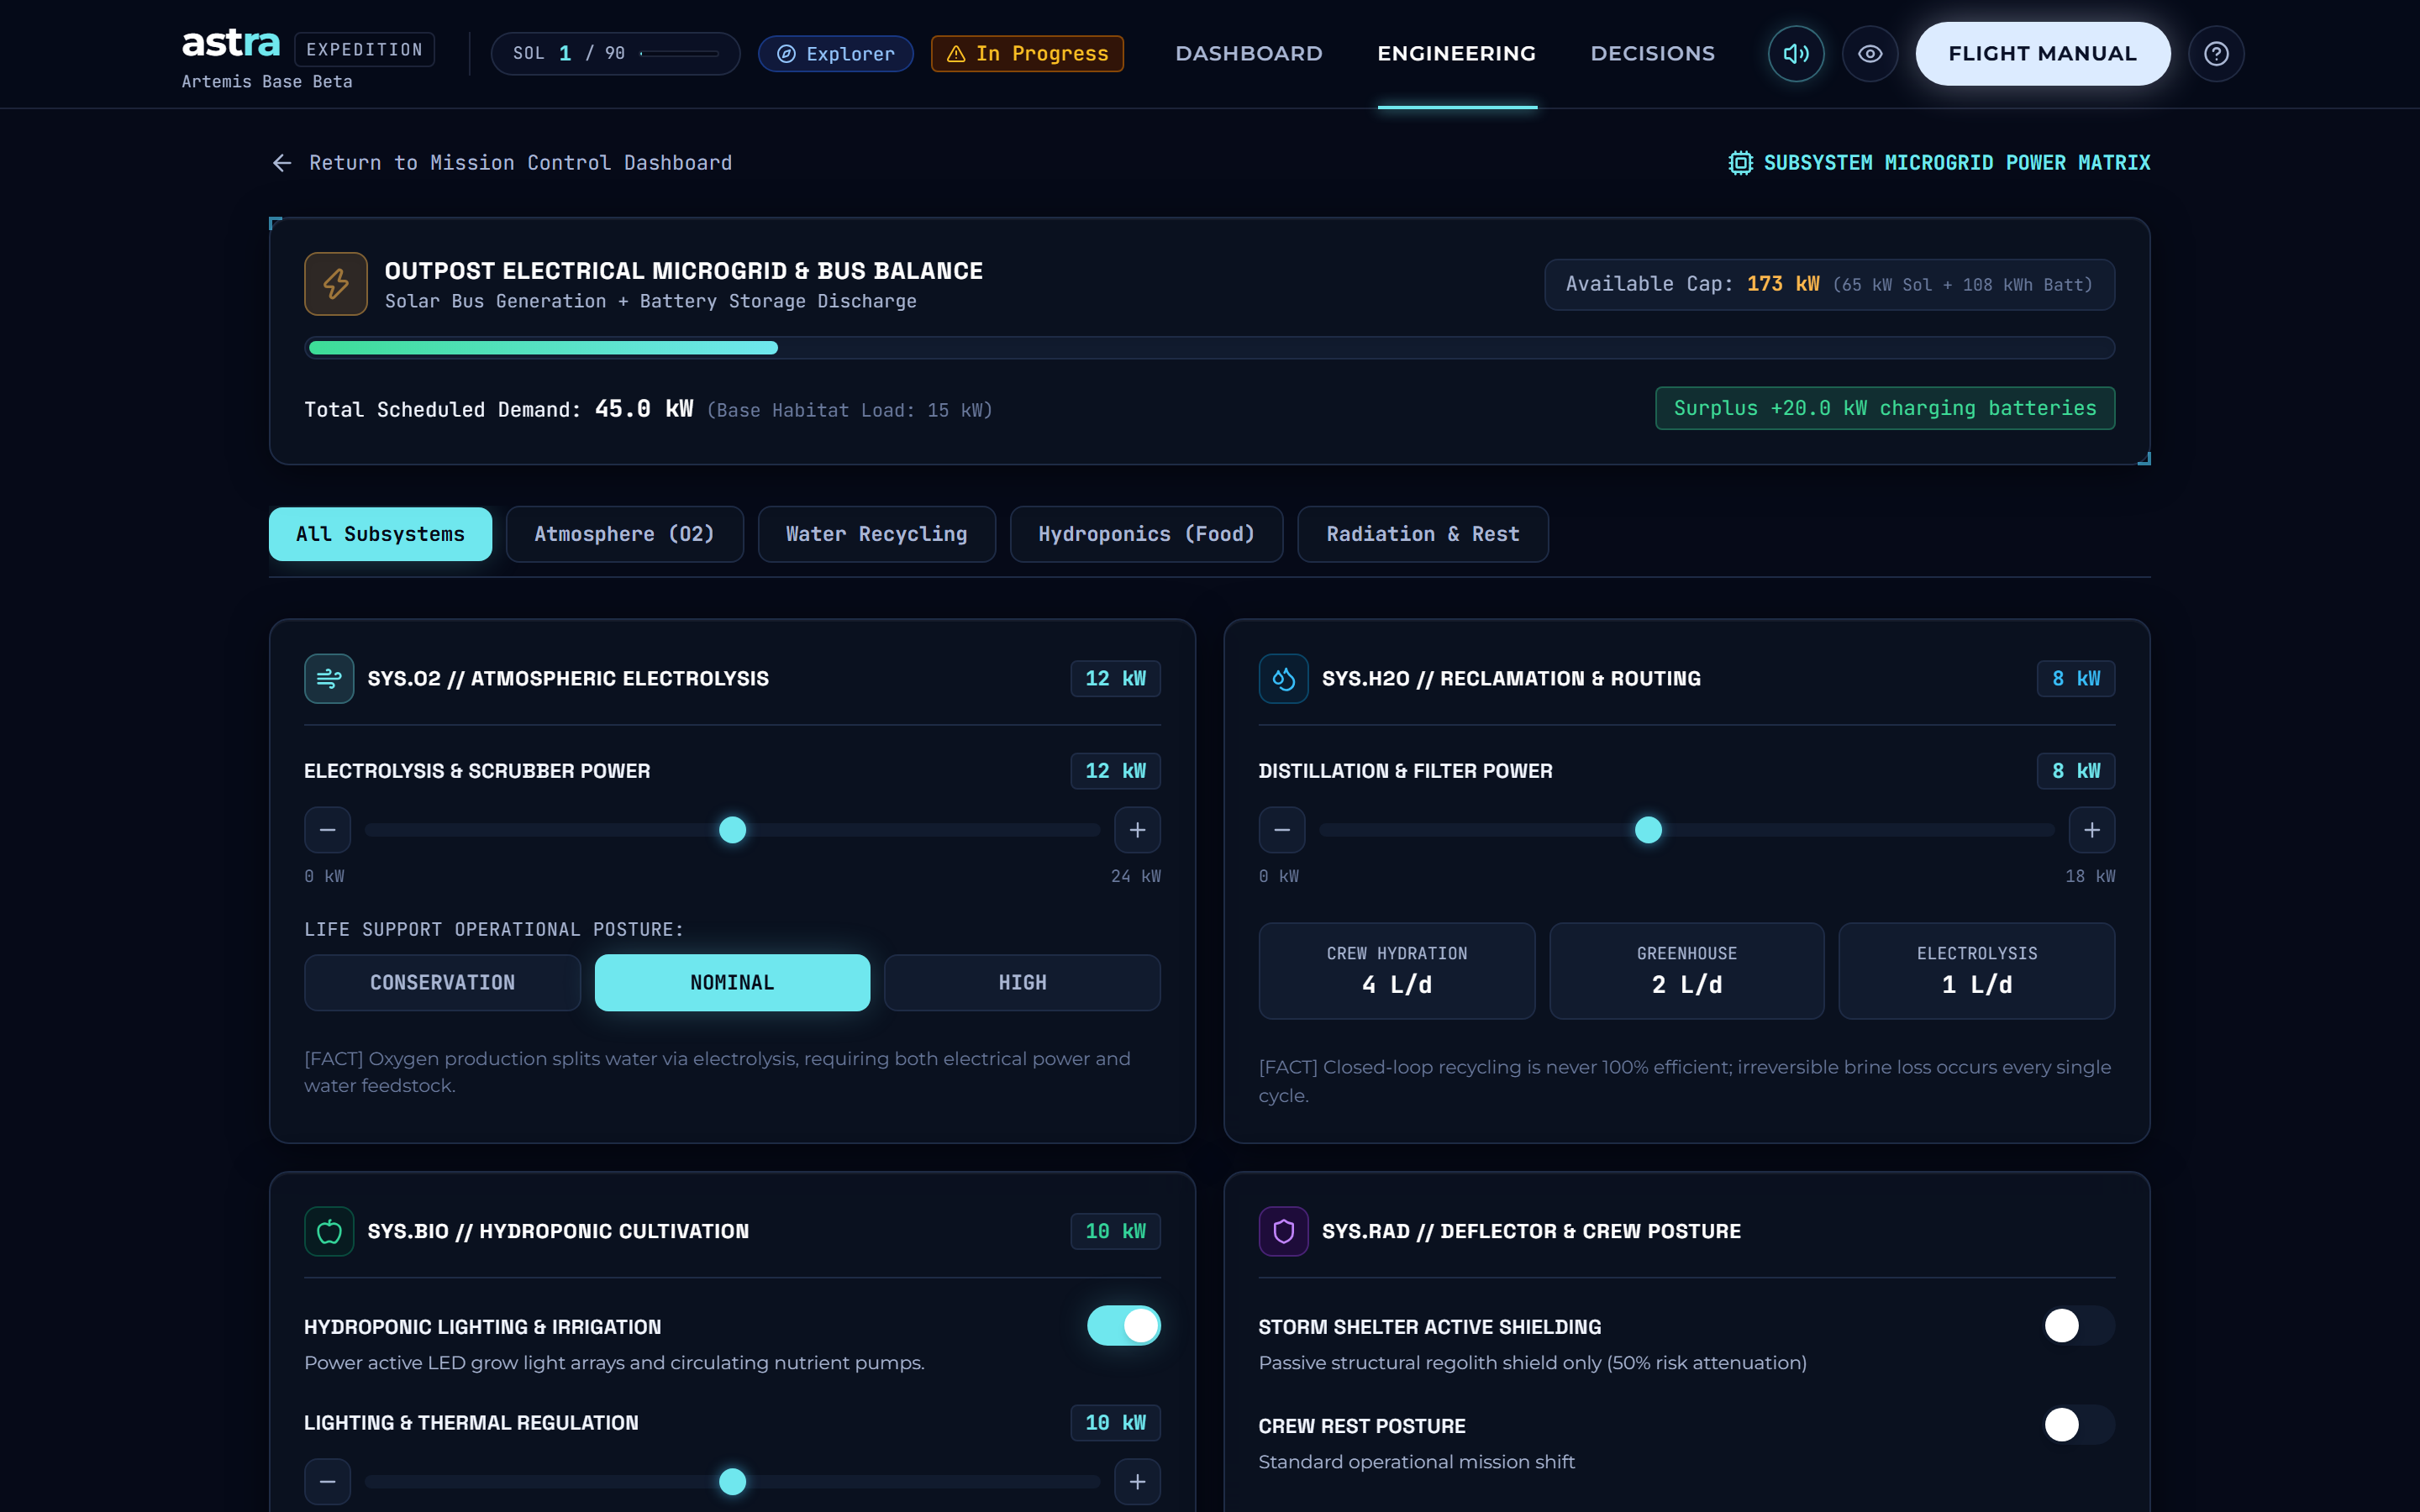 astra EXPEDITION
Artemis Base Beta
SOL 1 / 90
Explorer
In Progress
DASHBOARD
ENGINEERING
DECISIONS
FLIGHT MANUAL
Return to Mission Control Dashboard
SUBSYSTEM MICROGRID POWER MATRIX
OUTPOST ELECTRICAL MICROGRID & BUS BALANCE
Solar Bus Generation + Battery Storage Discharge
Available Cap: 173 kW (65 kW Sol + 108 kWh Batt)
Total Scheduled Demand: 45.0 kW (Base Habitat Load: 15 kW)
Surplus +20.0 kW charging batteries
All Subsystems
Atmosphere (O2)
Water Recycling
Hydroponics (Food)
Radiation & Rest
SYS.O2 // ATMOSPHERIC ELECTROLYSIS
12 kW
ELECTROLYSIS & SCRUBBER POWER
12 kW
0 kW
24 kW
LIFE SUPPORT OPERATIONAL POSTURE:
CONSERVATION
NOMINAL
HIGH
[FACT] Oxygen production splits water via electrolysis, requiring both electrical power and
water feedstock.
SYS.H2O // RECLAMATION & ROUTING
8 kW
DISTILLATION & FILTER POWER
8 kW
0 kW
18 kW
CREW HYDRATION
4 L/d
GREENHOUSE
2 L/d
ELECTROLYSIS
1 L/d
[FACT] Closed-loop recycling is never 100% efficient; irreversible brine loss occurs every single
cycle.
SYS.BIO // HYDROPONIC CULTIVATION
10 kW
HYDROPONIC LIGHTING & IRRIGATION
Power active LED grow light arrays and circulating nutrient pumps.
LIGHTING & THERMAL REGULATION
10 kW
SYS.RAD // DEFLECTOR & CREW POSTURE
STORM SHELTER ACTIVE SHIELDING
Passive structural regolith shield only (50% risk attenuation)
CREW REST POSTURE
Standard operational mission shift